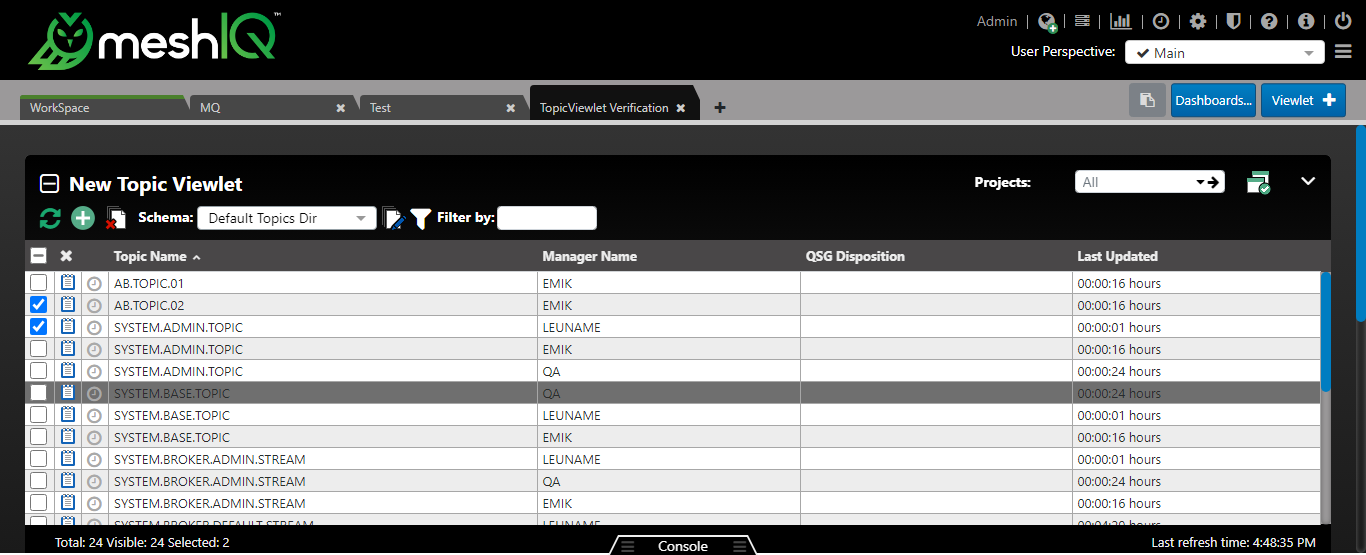 meshIQ™
Admin
User Perspective: Main
WorkSpace MQ Test TopicViewlet Verification Dashboards... Viewlet
New Topic Viewlet Projects: All
Schema: Default Topics Dir Filter by:
Topic Name Manager Name QSG Disposition Last Updated
AB.TOPIC.01 EMIK 00:00:16 hours
AB.TOPIC.02 EMIK 00:00:16 hours
SYSTEM.ADMIN.TOPIC LEUNAME 00:00:01 hours
SYSTEM.ADMIN.TOPIC EMIK 00:00:16 hours
SYSTEM.ADMIN.TOPIC QA 00:00:24 hours
SYSTEM.BASE.TOPIC QA 00:00:24 hours
SYSTEM.BASE.TOPIC LEUNAME 00:00:01 hours
SYSTEM.BASE.TOPIC EMIK 00:00:16 hours
SYSTEM.BROKER.ADMIN.STREAM LEUNAME 00:00:01 hours
SYSTEM.BROKER.ADMIN.STREAM QA 00:00:24 hours
SYSTEM.BROKER.ADMIN.STREAM EMIK 00:00:16 hours
SYSTEM.BROKER.DEFAULT.STREAM LEUNAME
Total: 24 Visible: 24 Selected: 2 Console Last refresh time: 4:48:35 PM